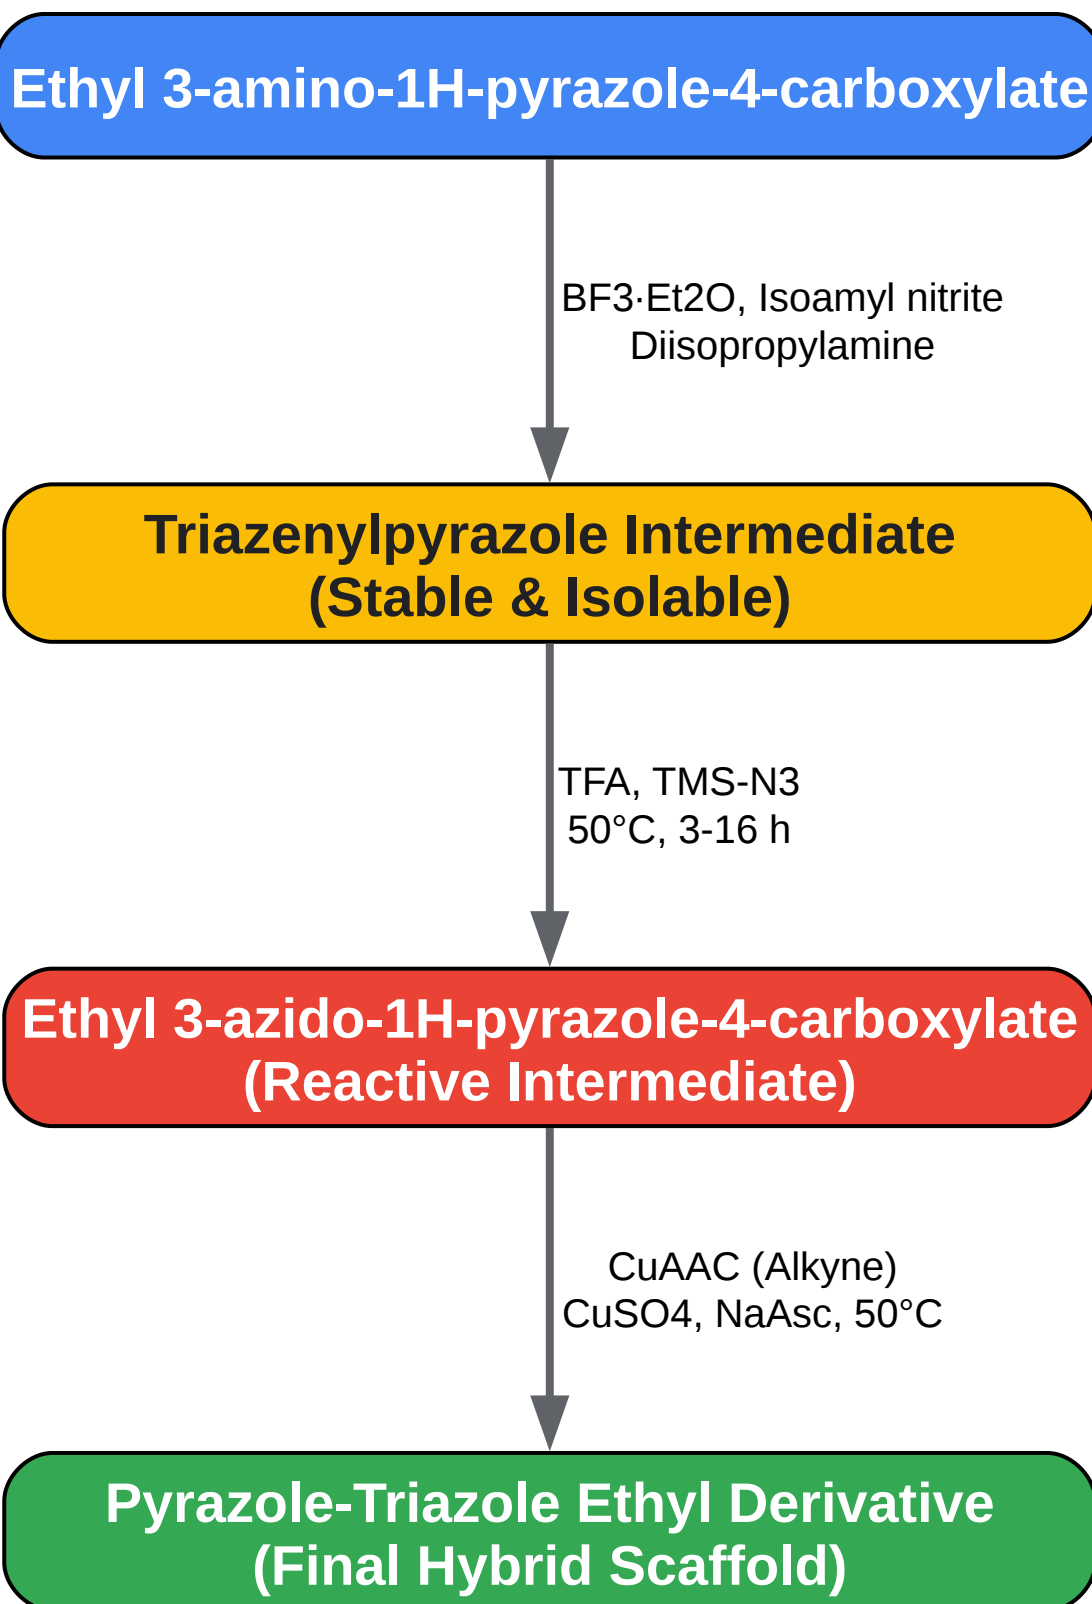 Ethyl 3-amino-1H-pyrazole-4-carboxylate
BF3·Et2O, Isoamyl nitrite
Diisopropylamine
Triazenylpyrazole Intermediate
(Stable & Isolable)
TFA, TMS-N3
50°C, 3-16 h
Ethyl 3-azido-1H-pyrazole-4-carboxylate
(Reactive Intermediate)
CuAAC (Alkyne)
CuSO4, NaAsc, 50°C
Pyrazole-Triazole Ethyl Derivative
(Final Hybrid Scaffold)